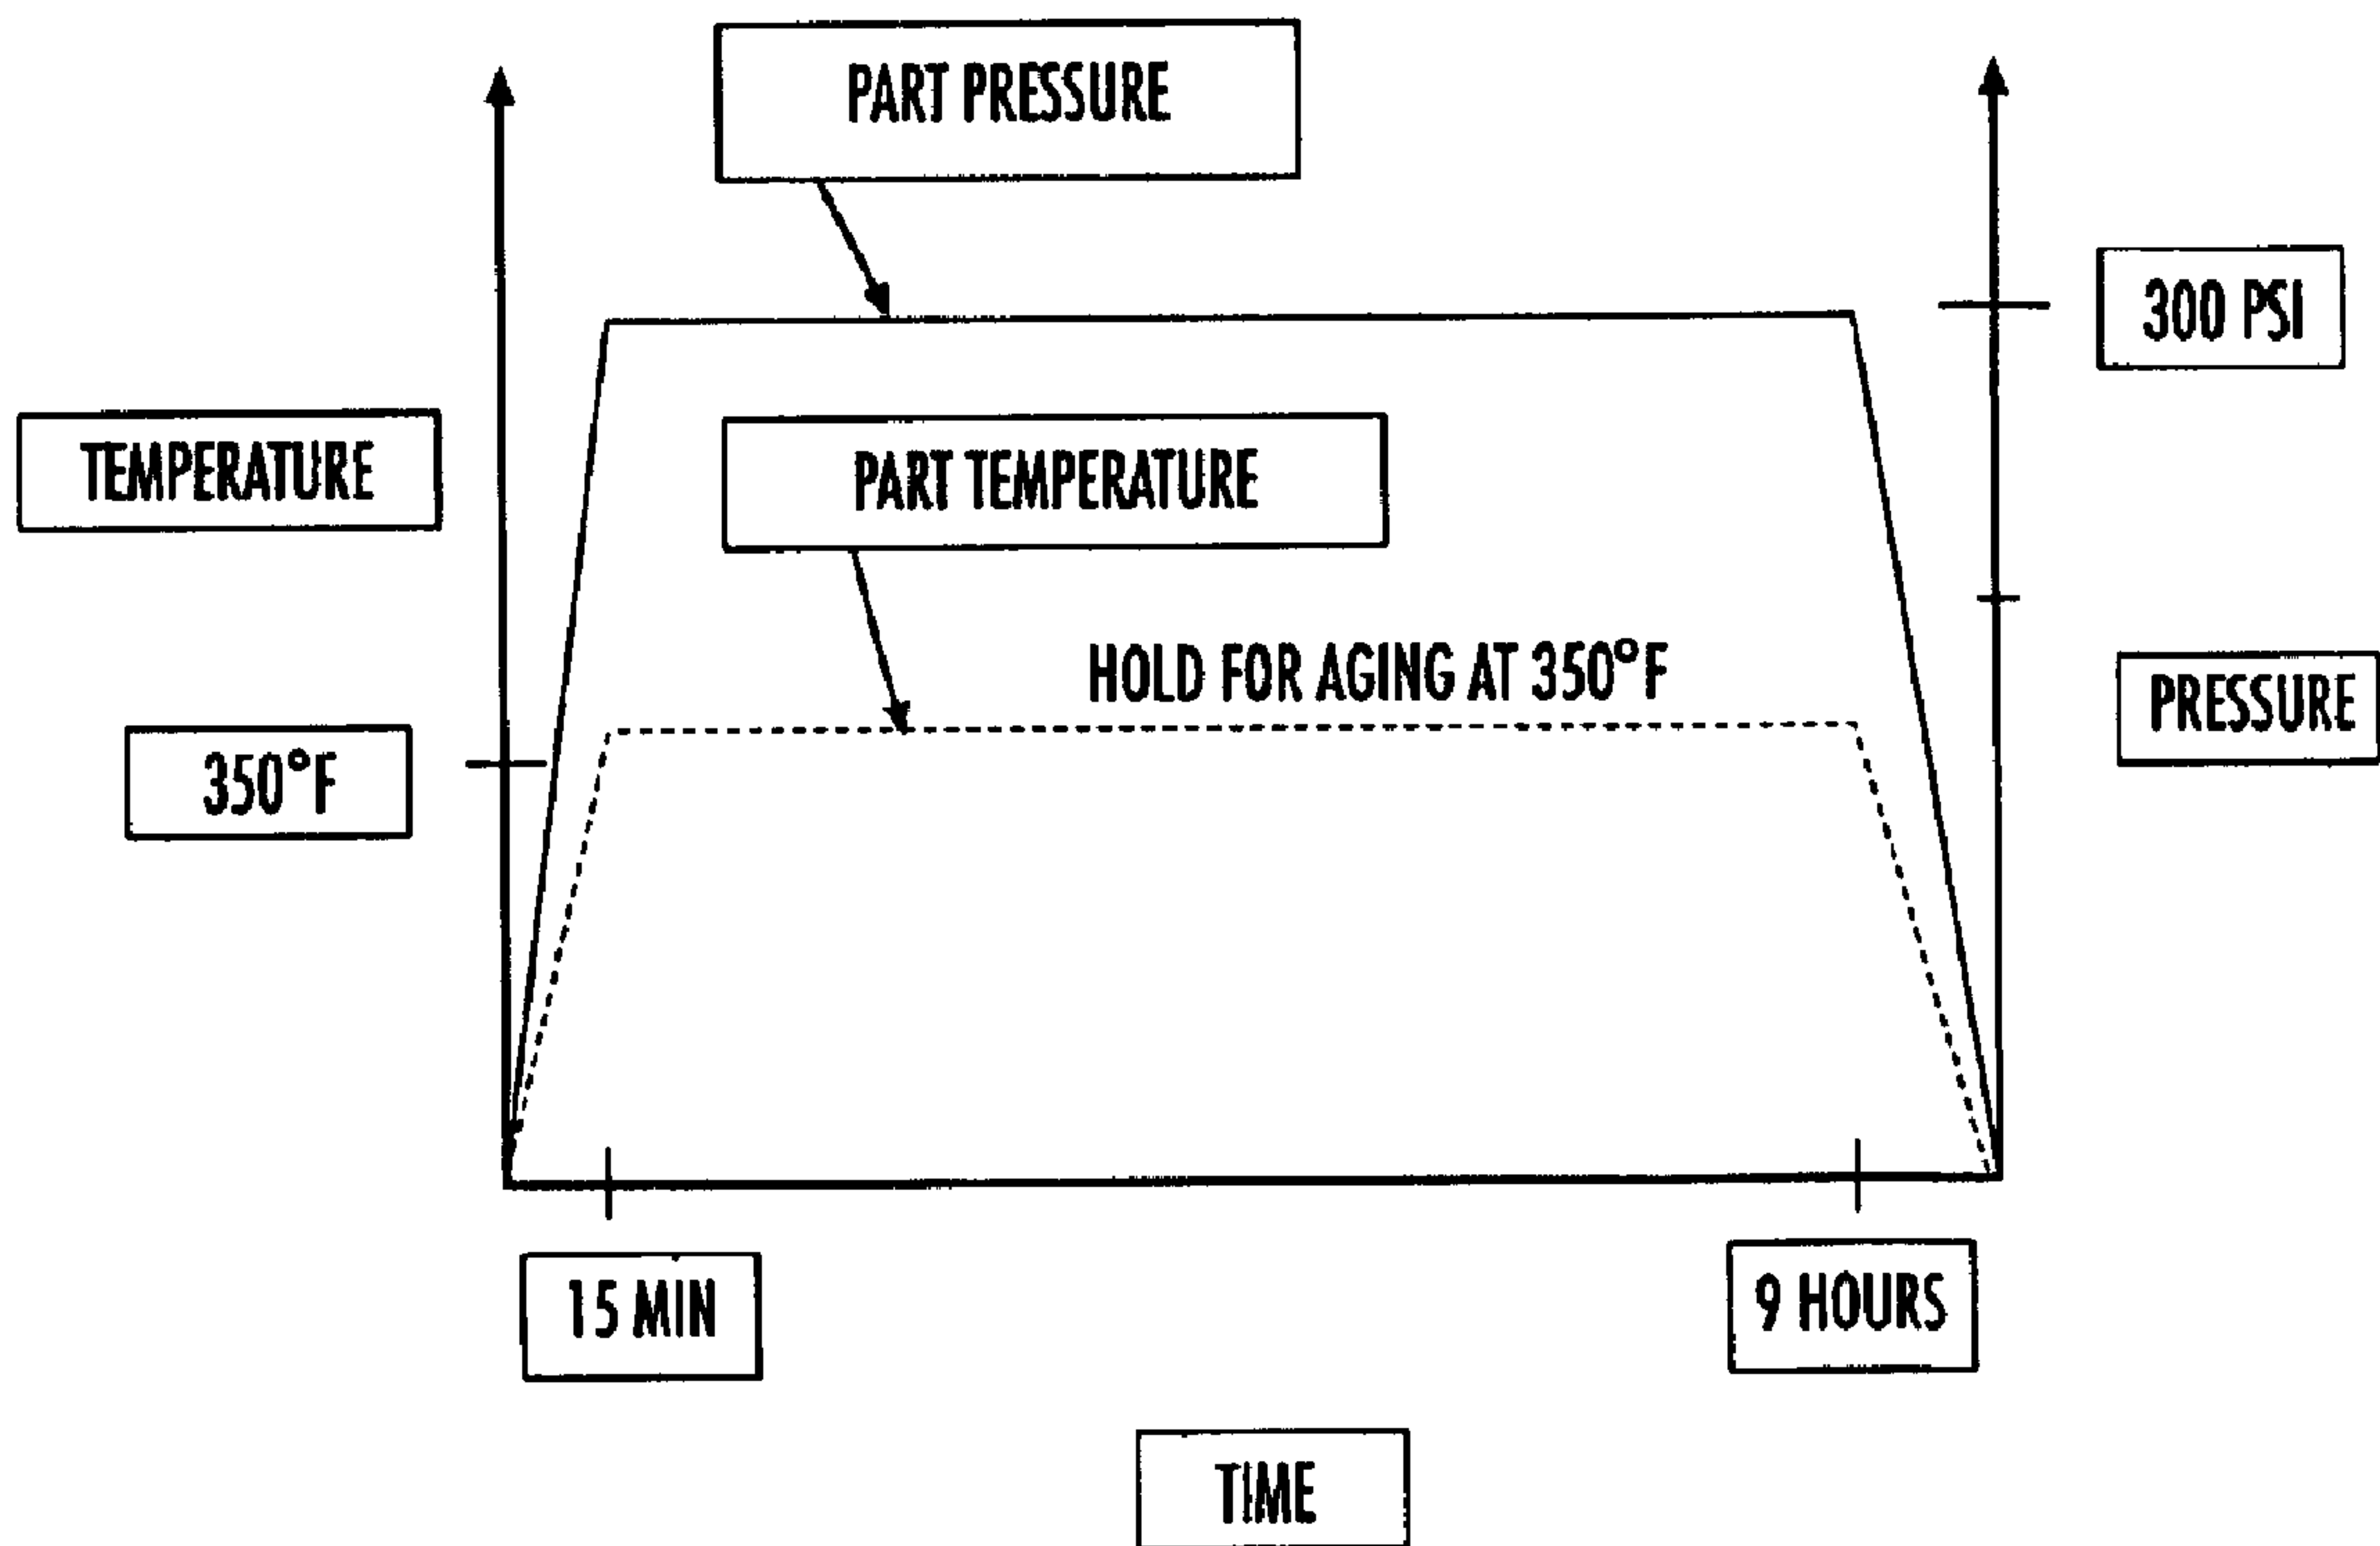 PART PRESSURE
300 PSI
TEMPERATURE
PART TEMPERATURE
HOLD FOR AGING AT 350°F
PRESSURE
350°F
15 MIN
9 HOURS
TIME